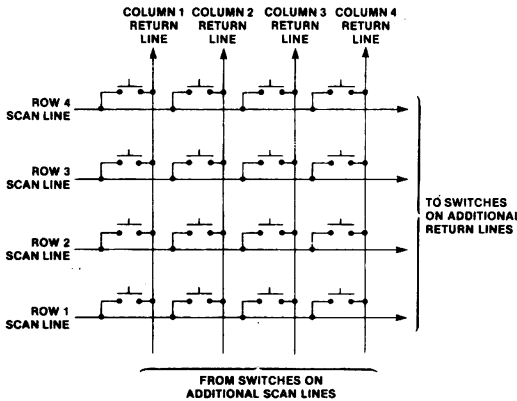 COLUMN 1 COLUMN 2 COLUMN 3 COLUMN 4
RETURN RETURN RETURN RETURN
LINE LINE LINE LINE
ROW 4
SCAN LINE
ROW 3
SCAN LINE
TO SWITCHES
ON ADDITIONAL
RETURN LINES
ROW 2
SCAN LINE
ROW 1
SCAN LINE
FROM SWITCHES ON
ADDITIONAL SCAN LINES